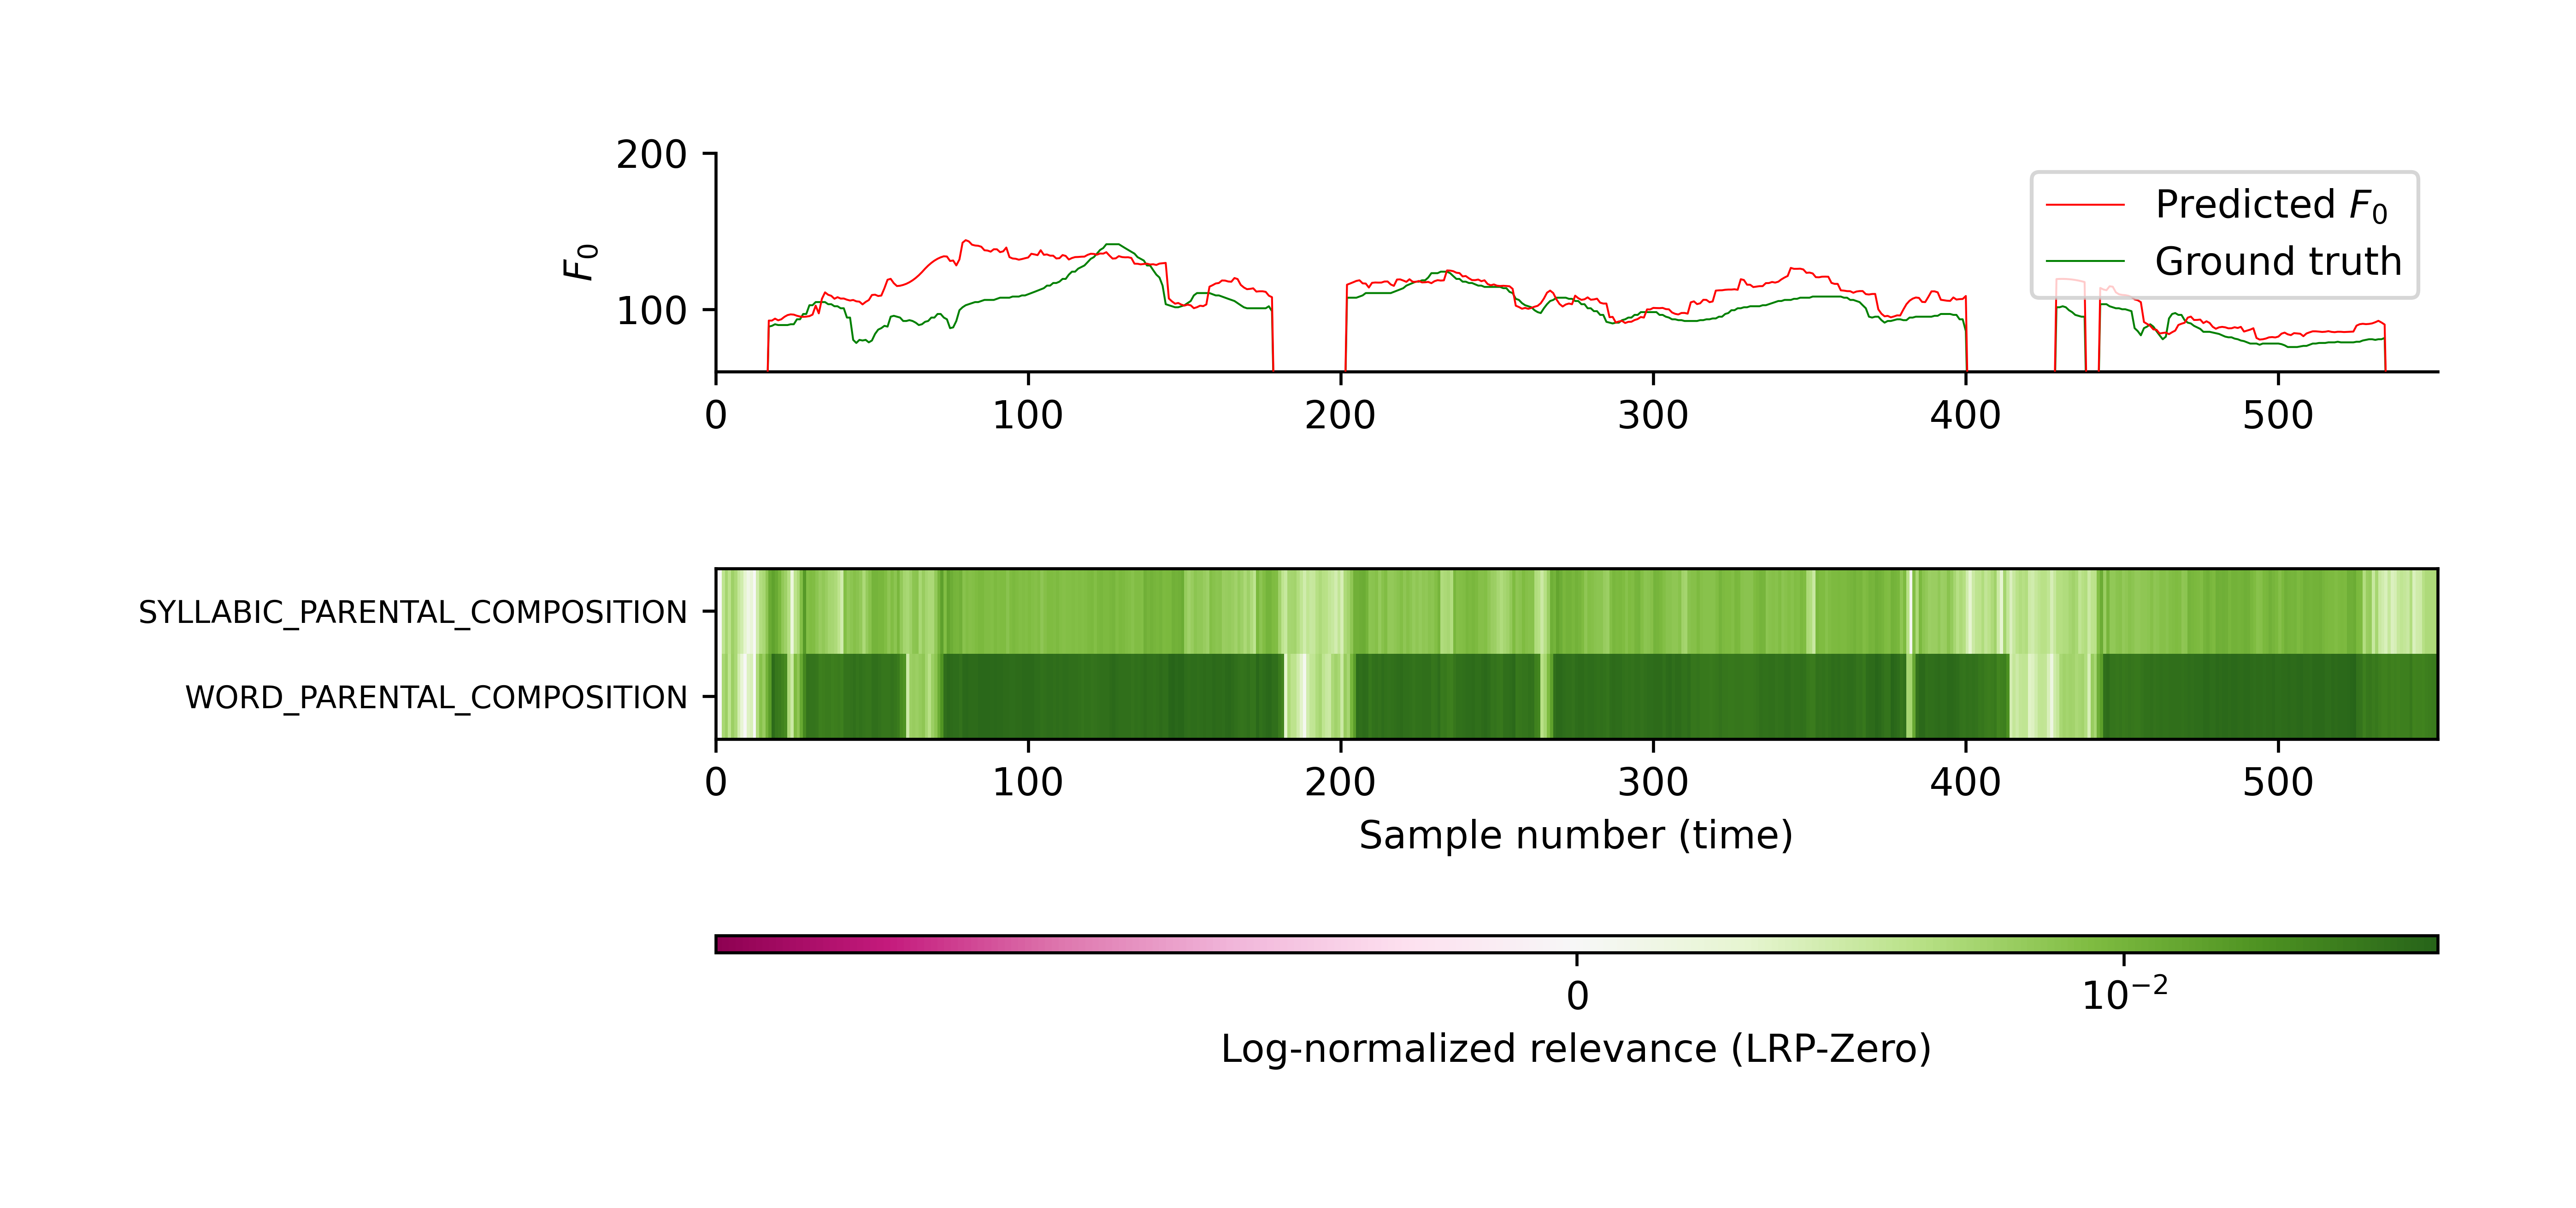 200
100
F₀
Predicted F₀
Ground truth
0 100 200 300 400 500
SYLLABIC_PARENTAL_COMPOSITION
WORD_PARENTAL_COMPOSITION
0 100 200 300 400 500
Sample number (time)
0 10⁻²
Log-normalized relevance (LRP-Zero)